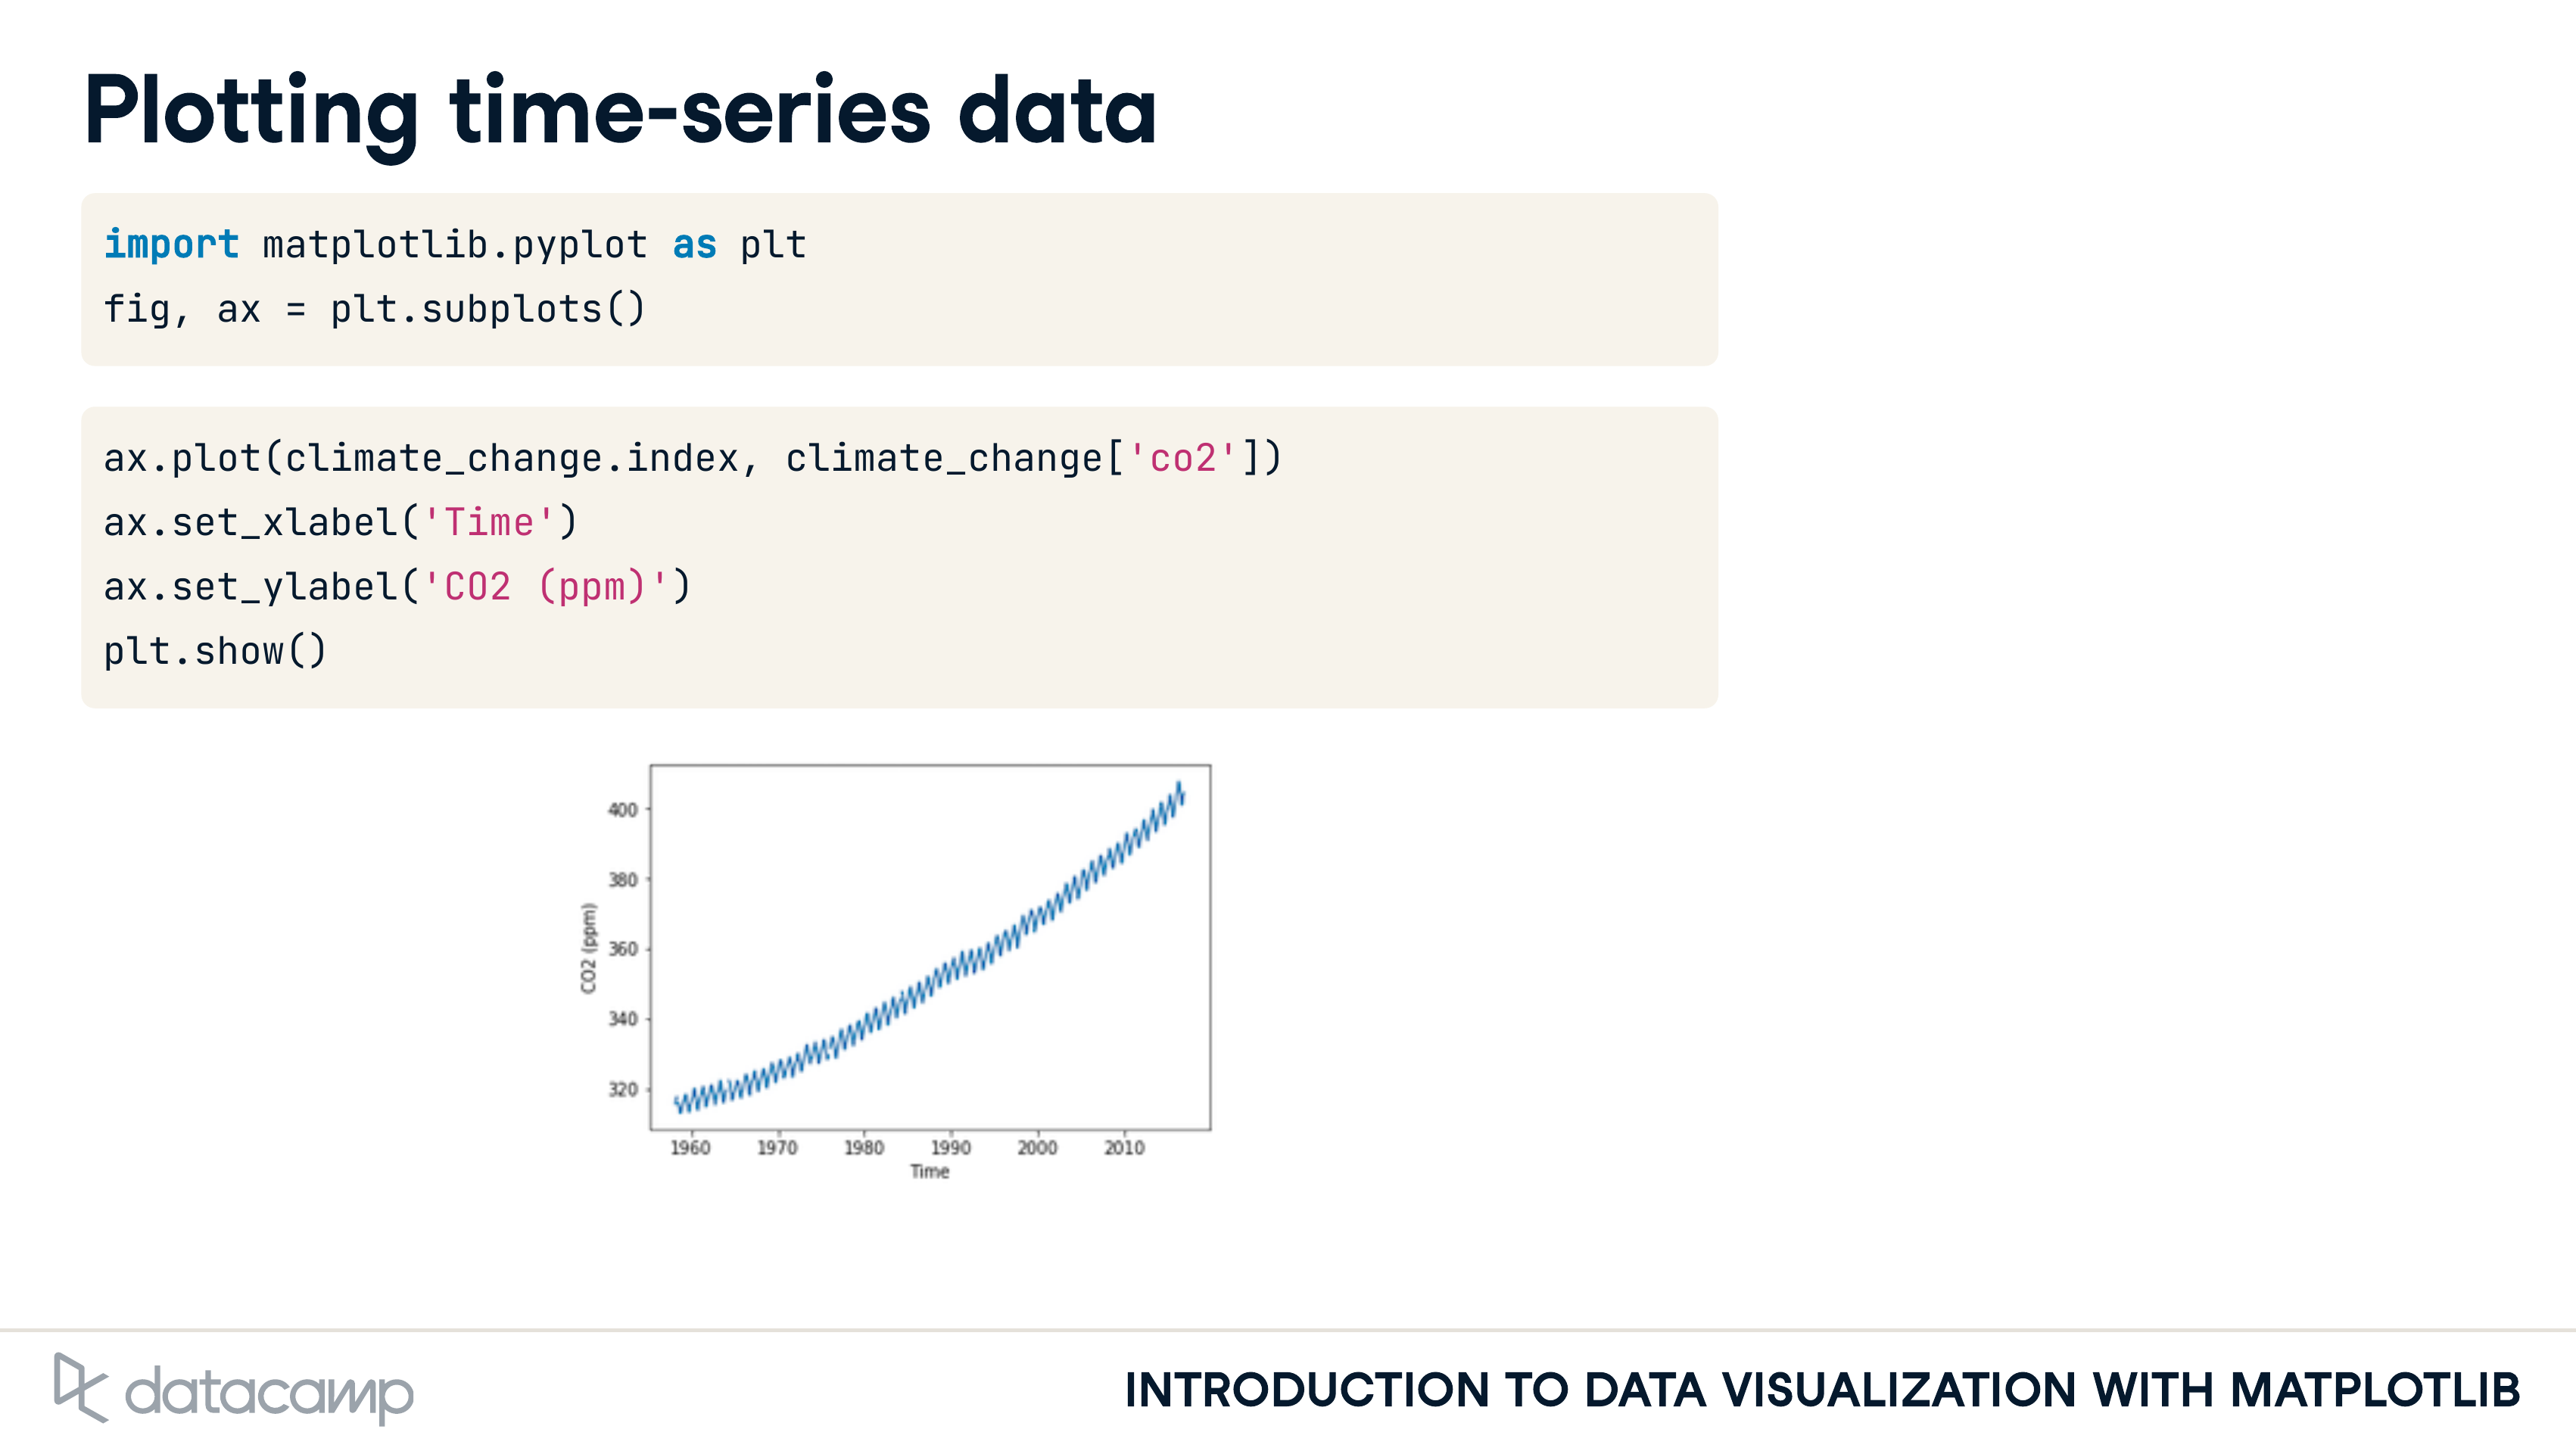 Plotting time-series data
import matplotlib.pyplot as plt
fig, ax = plt.subplots()
ax.plot(climate_change.index, climate_change['co2'])
ax.set_xlabel('Time')
ax.set_ylabel('CO2 (ppm)')
plt.show()
400
380
360
340
320
CO2 (ppm)
1960 1970 1980 1990 2000 2010
Time
datacamp
INTRODUCTION TO DATA VISUALIZATION WITH MATPLOTLIB